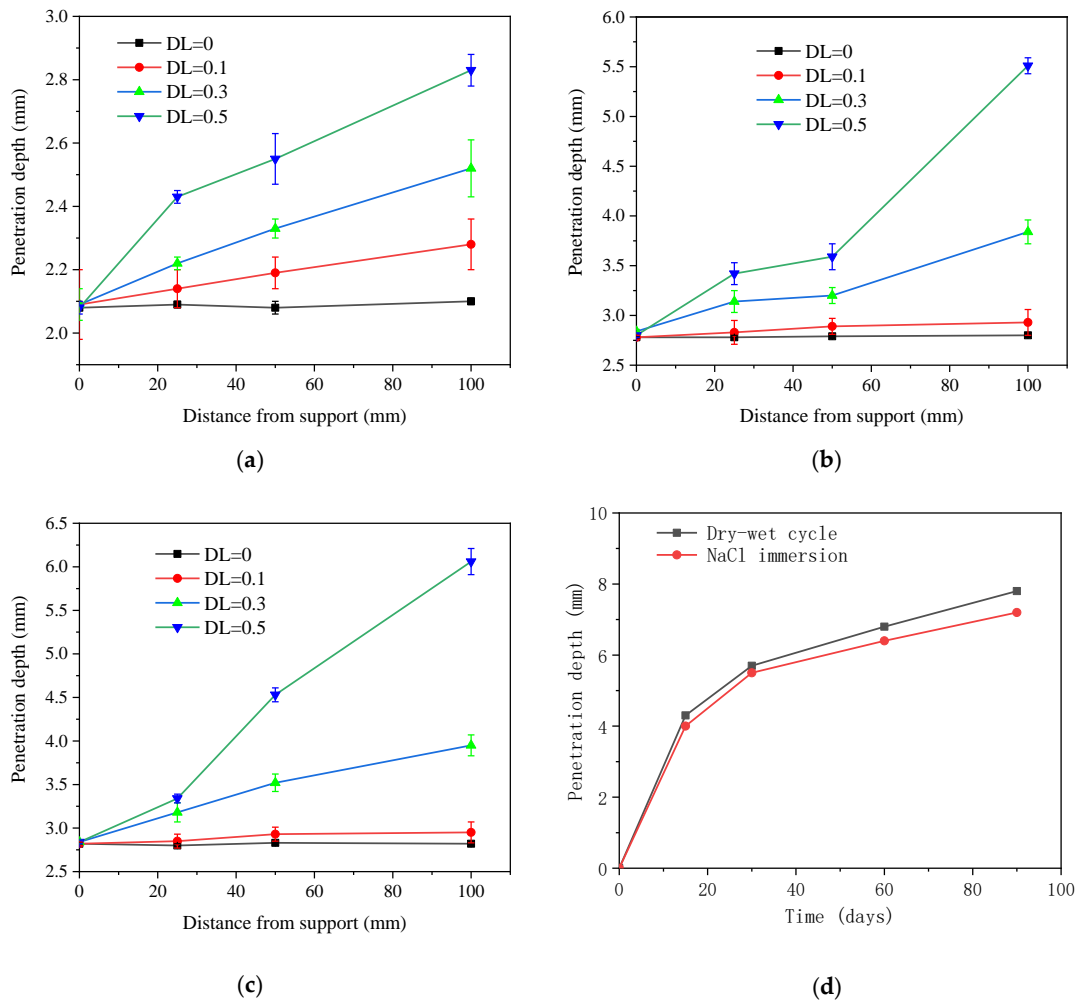 3.0
2.8
2.6
2.4
2.2
2.0
Penetration depth (mm)
DL=0
DL=0.1
DL=0.3
DL=0.5
0 20 40 60 80 100
Distance from support (mm)
(a)
6.0
5.5
5.0
4.5
4.0
3.5
3.0
2.5
Penetration depth (mm)
DL=0
DL=0.1
DL=0.3
DL=0.5
0 20 40 60 80 100
Distance from support (mm)
(b)
6.5
6.0
5.5
5.0
4.5
4.0
3.5
3.0
2.5
Penetration depth (mm)
DL=0
DL=0.1
DL=0.3
DL=0.5
0 20 40 60 80 100
Distance from support (mm)
(c)
10
8
6
4
2
0
Penetration depth (mm)
Dry-wet cycle
NaCl immersion
0 20 40 60 80 100
Time (days)
(d)